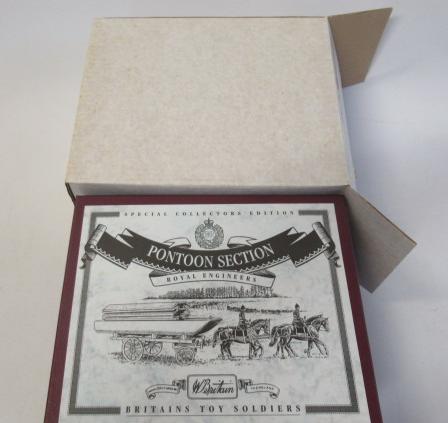 SPECIAL COLLECTORS EDITION
PONTOON SECTION
ROYAL ENGINEERS
W. Britain
BRITAINS TOY SOLDIERS